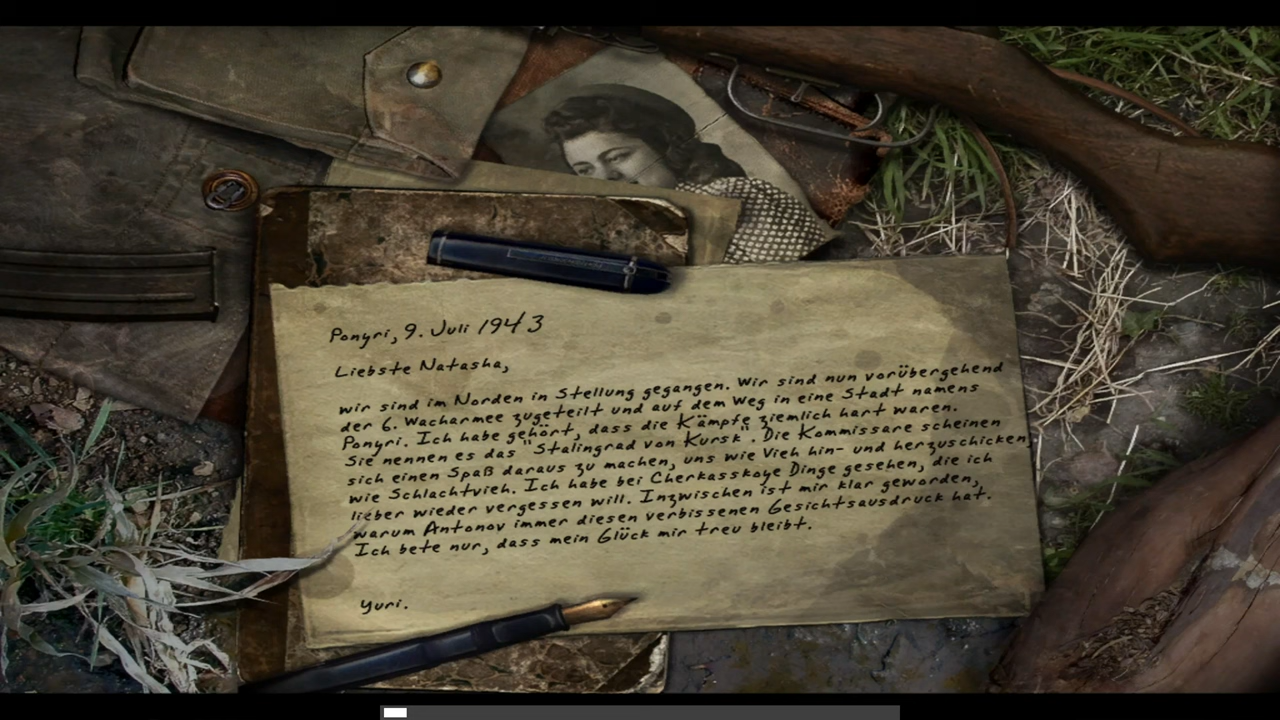 Ponyri, 9. Juli 1943
Liebste Natasha,
wir sind im Norden in Stellung gegangen. Wir sind nun vorübergehend
der 6. Wacharmee zugeteilt und auf dem Weg in eine Stadt namens
Ponyri. Ich habe gehört, dass die Kämpfe ziemlich hart waren.
Sie nennen es das "Stalingrad von Kursk". Die Kommissare scheinen
sich einen Spaß daraus zu machen, uns wie Vieh hin- und herzuschicken,
wie Schlachtvieh. Ich habe bei Cherkasskoye Dinge gesehen, die ich
lieber wieder vergessen will. Inzwischen ist mir klar geworden,
warum Antonov immer diesen verbissenen Gesichtsausdruck hat.
Ich bete nur, dass mein Glück mir treu bleibt.
Yuri.